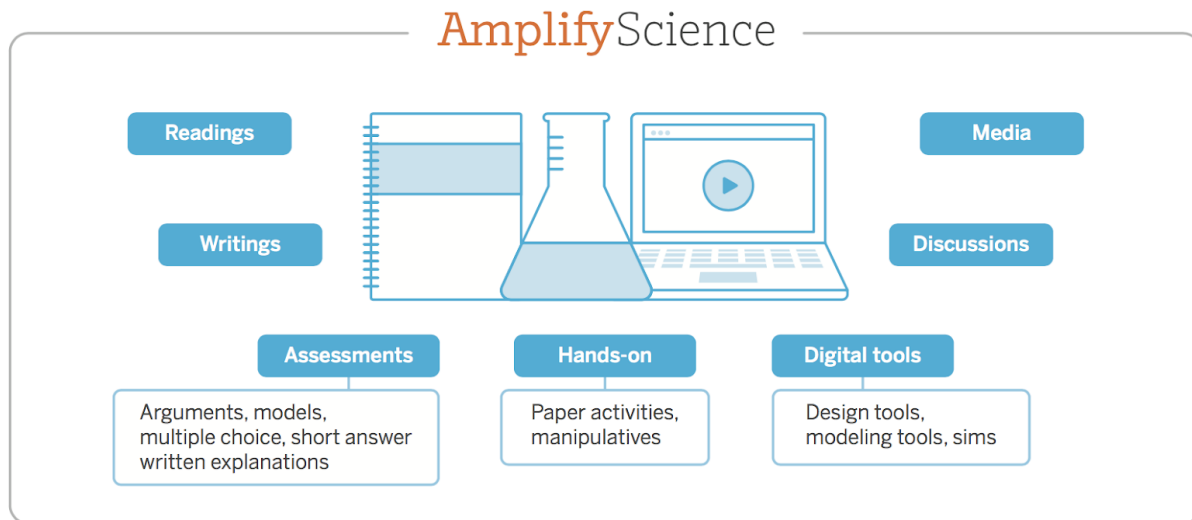 AmplifyScience
Readings
Media
Writings
Discussions
Assessments
Hands-on
Digital tools
Arguments, models,
multiple choice, short answer
written explanations
Paper activities,
manipulatives
Design tools,
modeling tools, sims